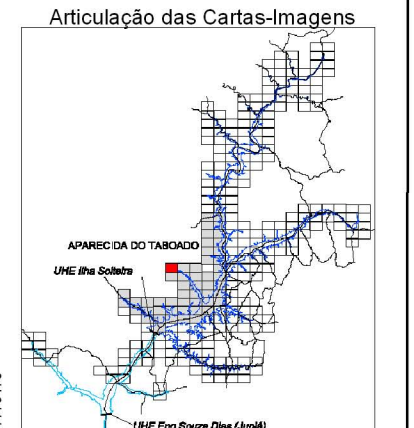 Articulação das Cartas-Imagens
APARECIDA DO TABOADO
UHE Ilha Solteira
UHE Eng Souza Dias (Jupiá)